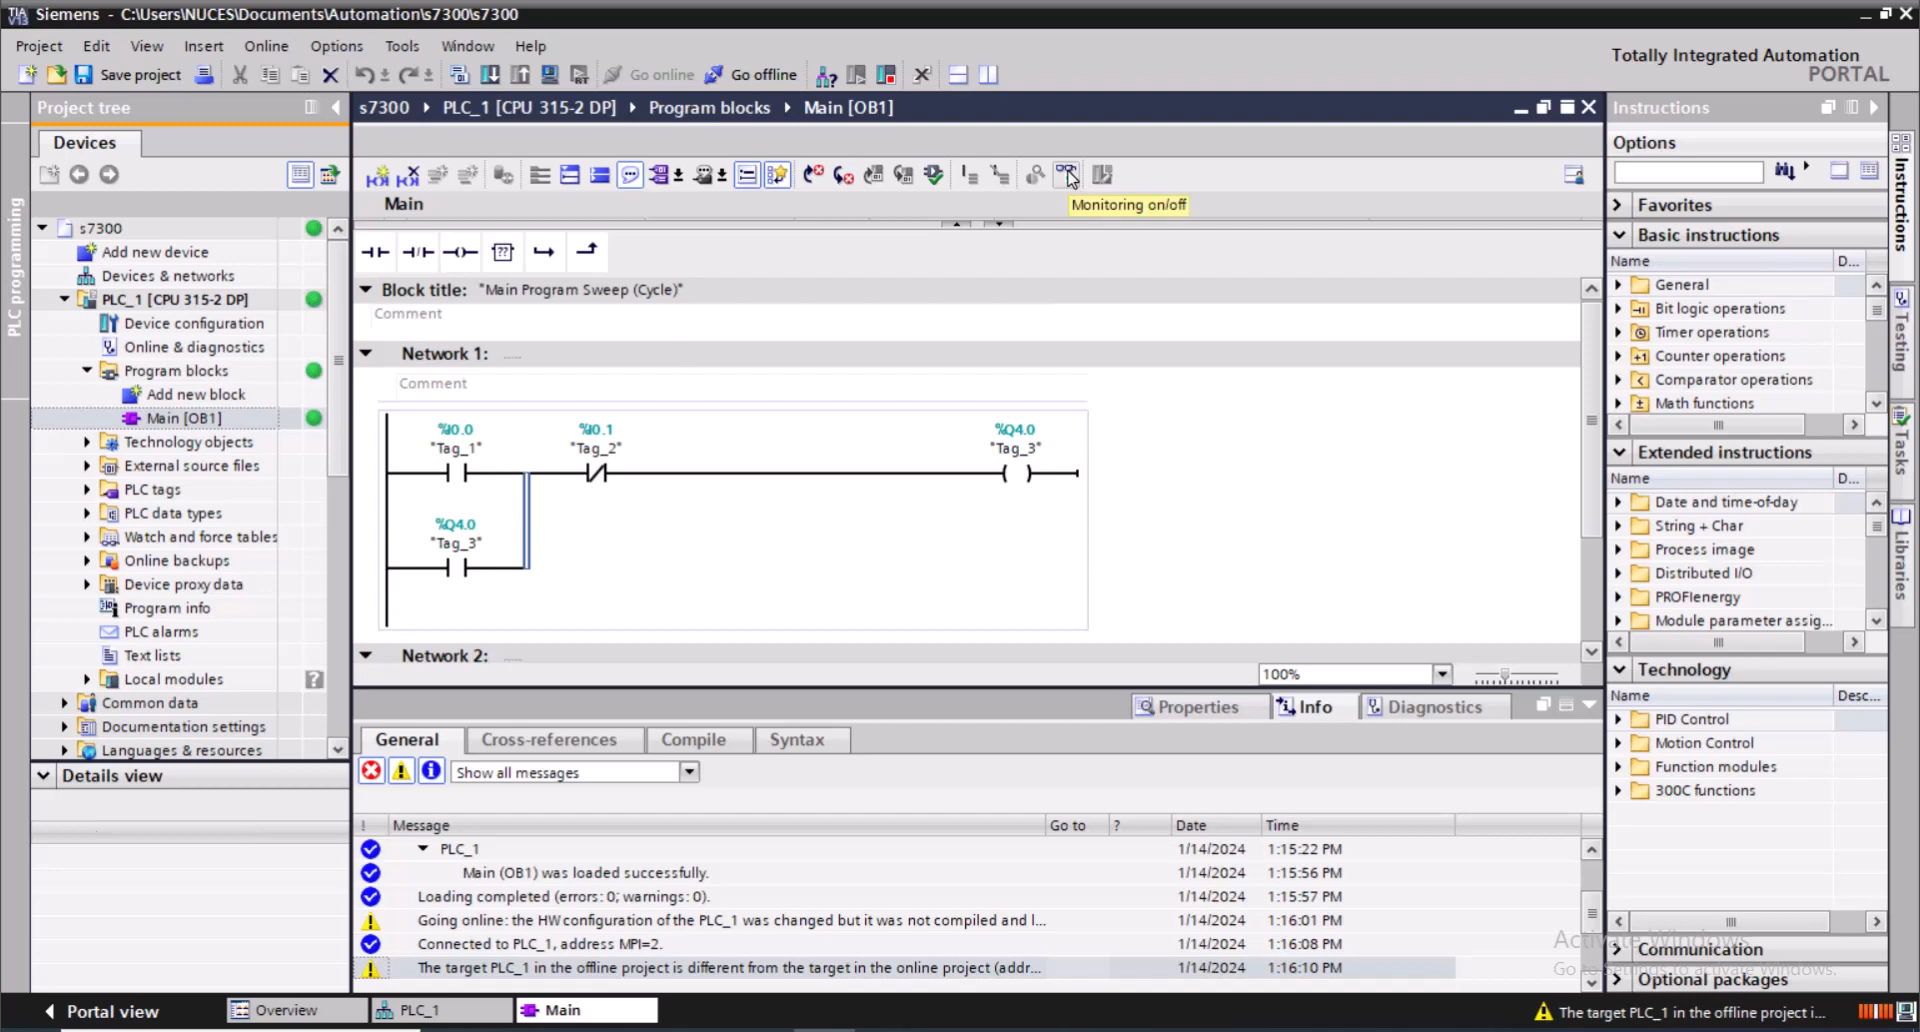 TIA V13 Siemens - C:\Users\NUCES\Documents\Automation\s7300\s7300
Project Edit View Insert Online Options Tools Window Help
Totally Integrated Automation
PORTAL
Save project Go online Go offline
Project tree
s7300 PLC_1 [CPU 315-2 DP] Program blocks Main [OB1]
Instructions
Devices
Options
Main
Monitoring on/off
PLC programming
s7300
Add new device
Devices & networks
PLC_1 [CPU 315-2 DP]
Device configuration
Online & diagnostics
Program blocks
Add new block
Main [OB1]
Technology objects
External source files
PLC tags
PLC data types
Watch and force tables
Online backups
Device proxy data
Program info
PLC alarms
Text lists
Local modules
Common data
Documentation settings
Languages & resources
Details view
??
Block title: "Main Program Sweep (Cycle)"
Comment
Network 1: .....
Comment
%I0.0 %I0.1 %Q4.0
"Tag_1" "Tag_2" "Tag_3"
%Q4.0
"Tag_3"
Network 2: .....
100%
Properties Info Diagnostics
General Cross-references Compile Syntax
Show all messages
! Message Go to ? Date Time
PLC_1 1/14/2024 1:15:22 PM
Main (OB1) was loaded successfully. 1/14/2024 1:15:56 PM
Loading completed (errors: 0; warnings: 0). 1/14/2024 1:15:57 PM
Going online: the HW configuration of the PLC_1 was changed but it was not compiled and l... 1/14/2024 1:16:01 PM
Connected to PLC_1, address MPI=2. 1/14/2024 1:16:08 PM
The target PLC_1 in the offline project is different from the target in the online project (addr... 1/14/2024 1:16:10 PM
Favorites
Basic instructions
Name D...
General
Bit logic operations
Timer operations
Counter operations
Comparator operations
Math functions
Extended instructions
Name D...
Date and time-of-day
String + Char
Process image
Distributed I/O
PROFIenergy
Module parameter assig...
Technology
Name Desc...
PID Control
Motion Control
Function modules
300C functions
Activate Windows
Go to Settings to activate Windows.
Communication
Optional packages
Instructions
Testing
Tasks
Libraries
Portal view Overview PLC_1 Main
The target PLC_1 in the offline project i...